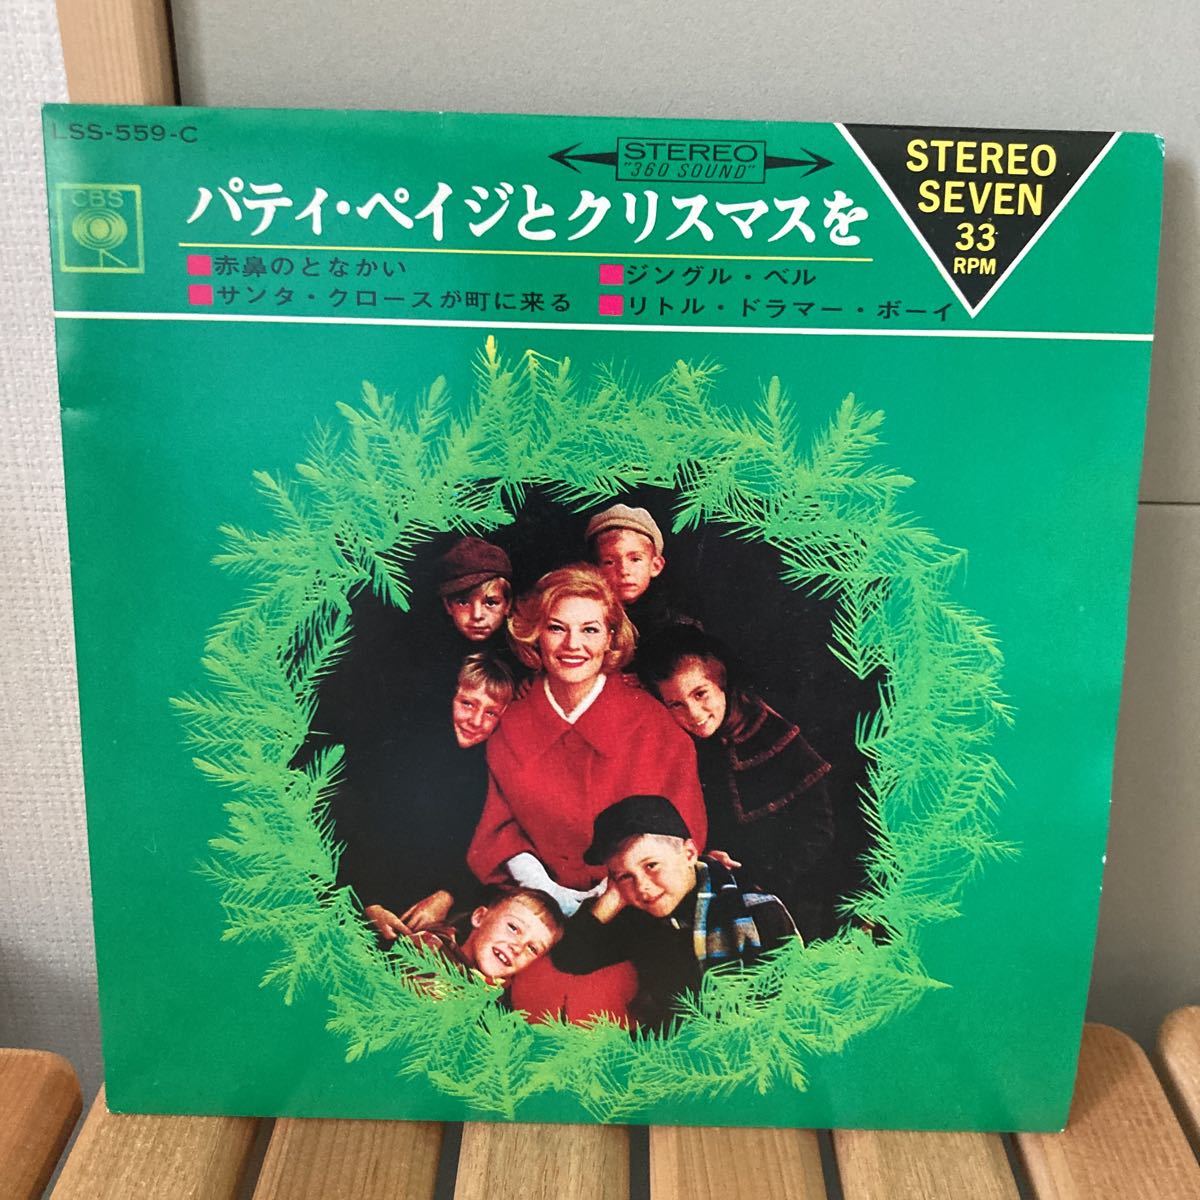 LSS-559-C
STEREO
"360 SOUND"
STEREO
SEVEN
33
RPM
CBS
パティ・ペイジとクリスマスを
■赤鼻のとなかい
■ジングル・ベル
■サンタ・クロースが町に来る
■リトル・ドラマー・ボーイ